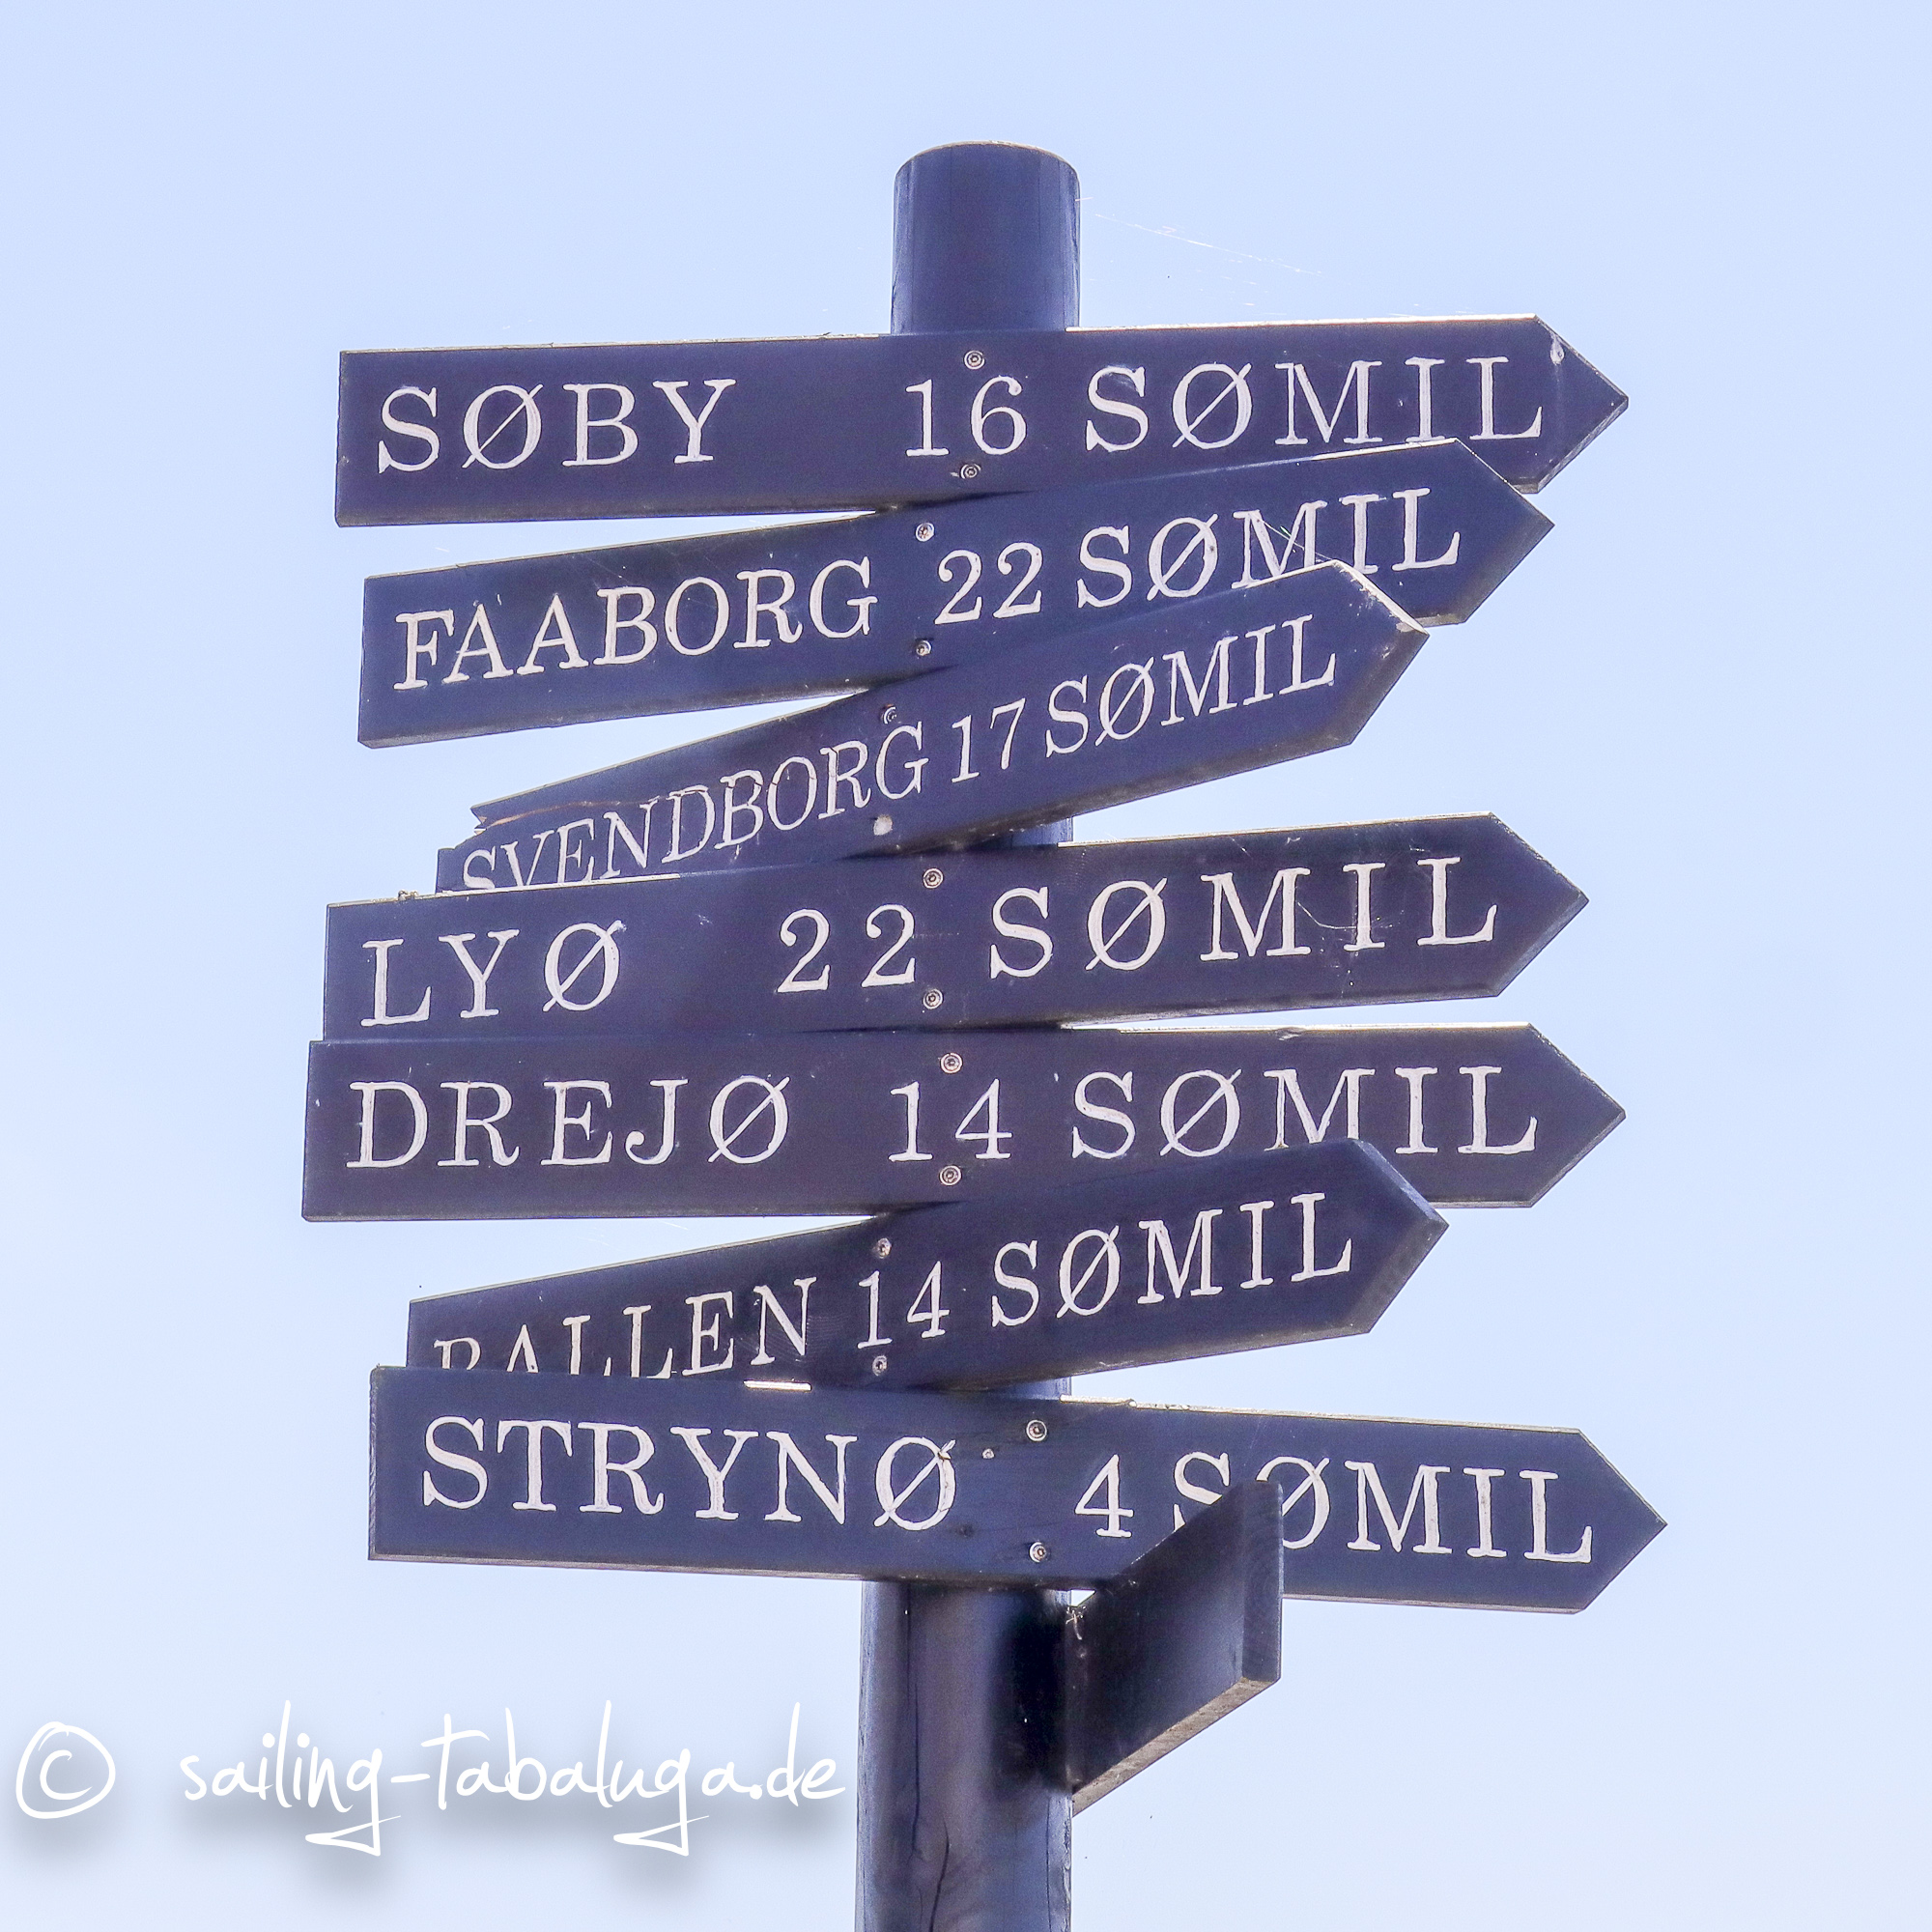 SØBY 16 SØMIL
FAABORG 22 SØMIL
SVENDBORG 17 SØMIL
LYØ 22 SØMIL
DREJØ 14 SØMIL
14 SØMIL
STRYNØ 4 SØMIL
© sailing-tabaluga.de